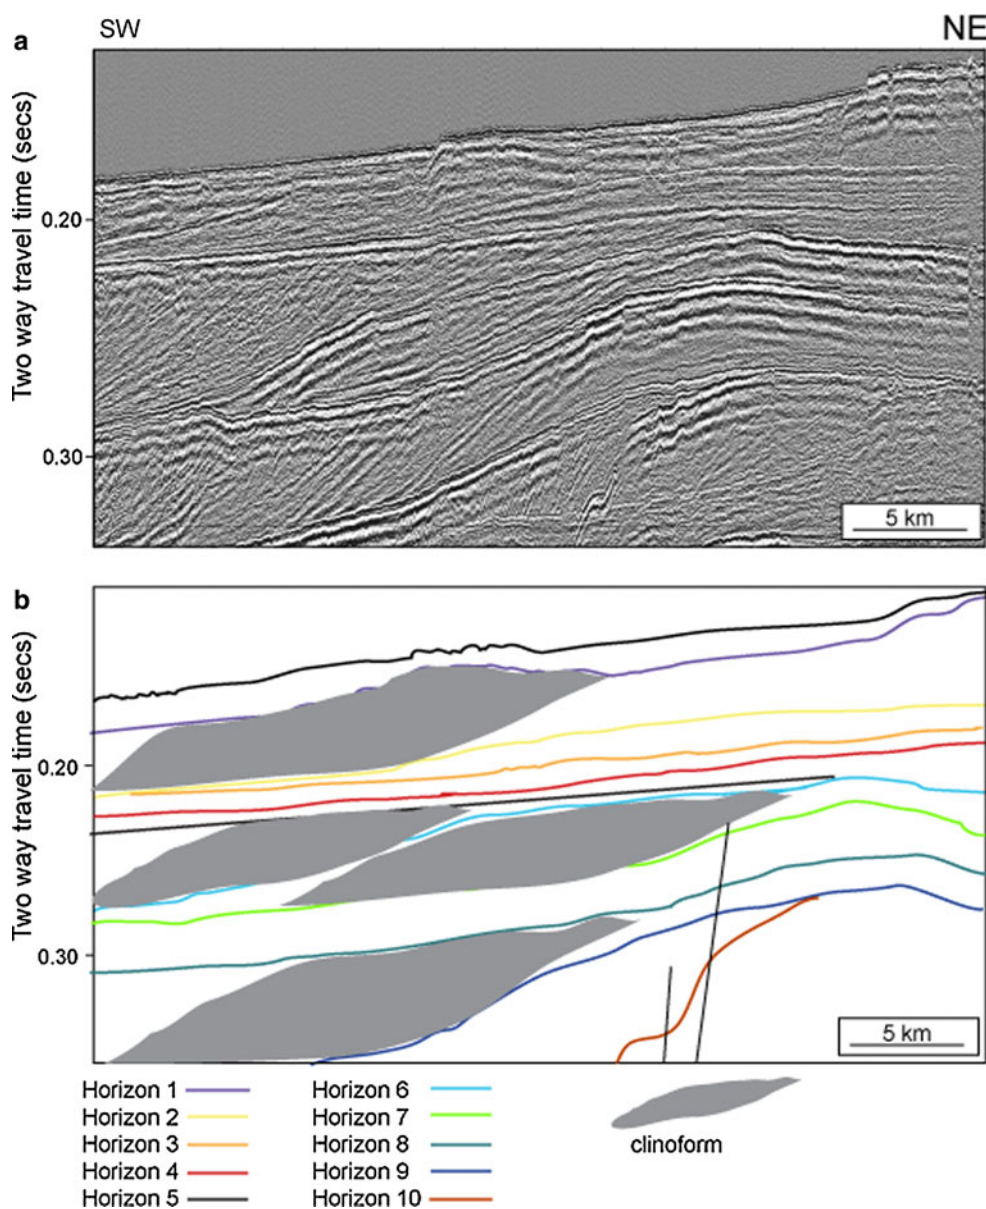 a
SW
NE
Two way travel time (secs)
0.20
0.30
5 km
b
Two way travel time (secs)
0.20
0.30
5 km
Horizon 1
Horizon 2
Horizon 3
Horizon 4
Horizon 5
Horizon 6
Horizon 7
Horizon 8
Horizon 9
Horizon 10
clinoform